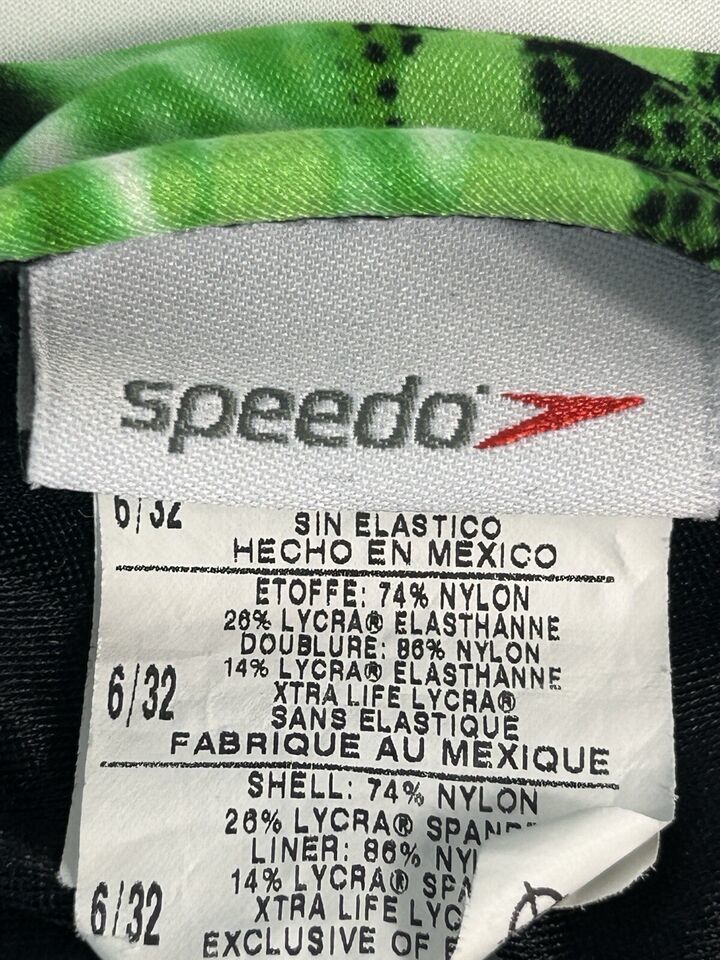 speedo
6/32
SIN ELASTICO
HECHO EN MEXICO
ETOFFE: 74% NYLON
26% LYCRA® ELASTHANNE
DOUBLURE: 86% NYLON
14% LYCRA® ELASTHANNE
6/32
XTRA LIFE LYCRA®
SANS ELASTIQUE
FABRIQUE AU MEXIQUE
SHELL: 74% NYLON
26% LYCRA®
LINER: 86%
14% LYCRA®
6/32
XTRA LIFE
EXCLUSIVE OF